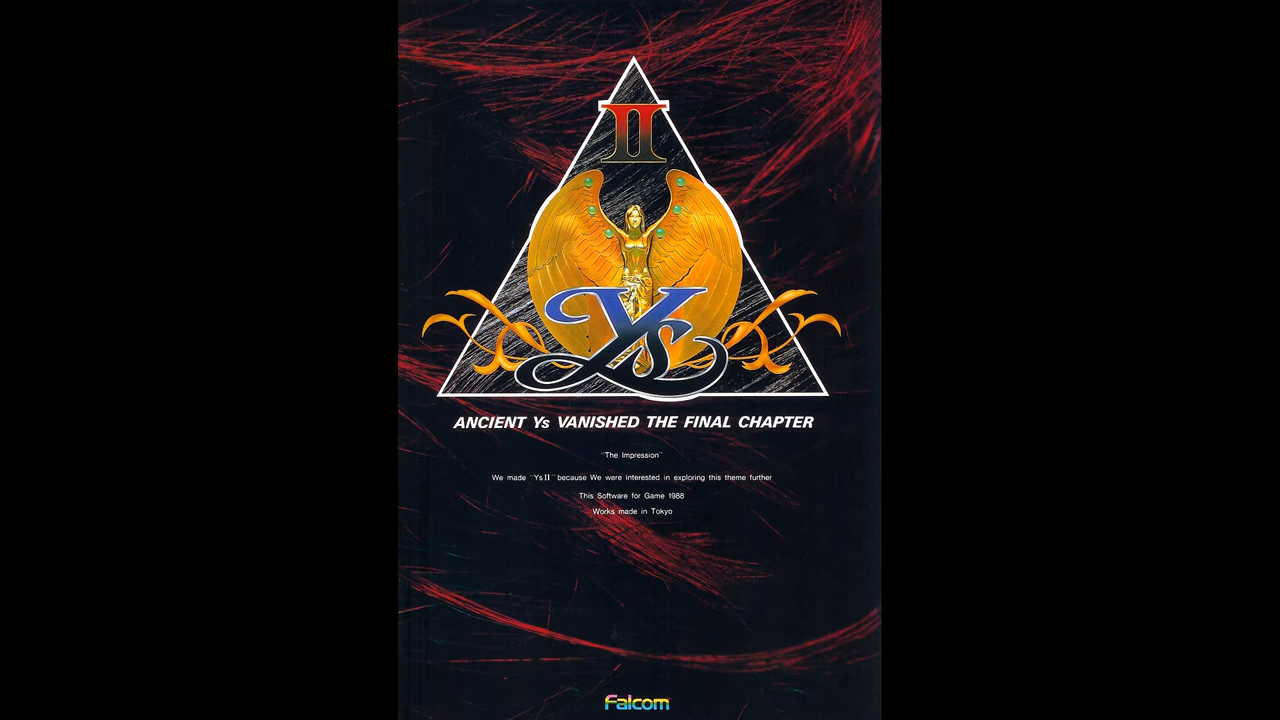 II
Ys
ANCIENT Ys VANISHED THE FINAL CHAPTER
"The Impression"
We made "Ys II" because We were interested in exploring this theme further
This Software for Game 1988
Works made in Tokyo
Falcom